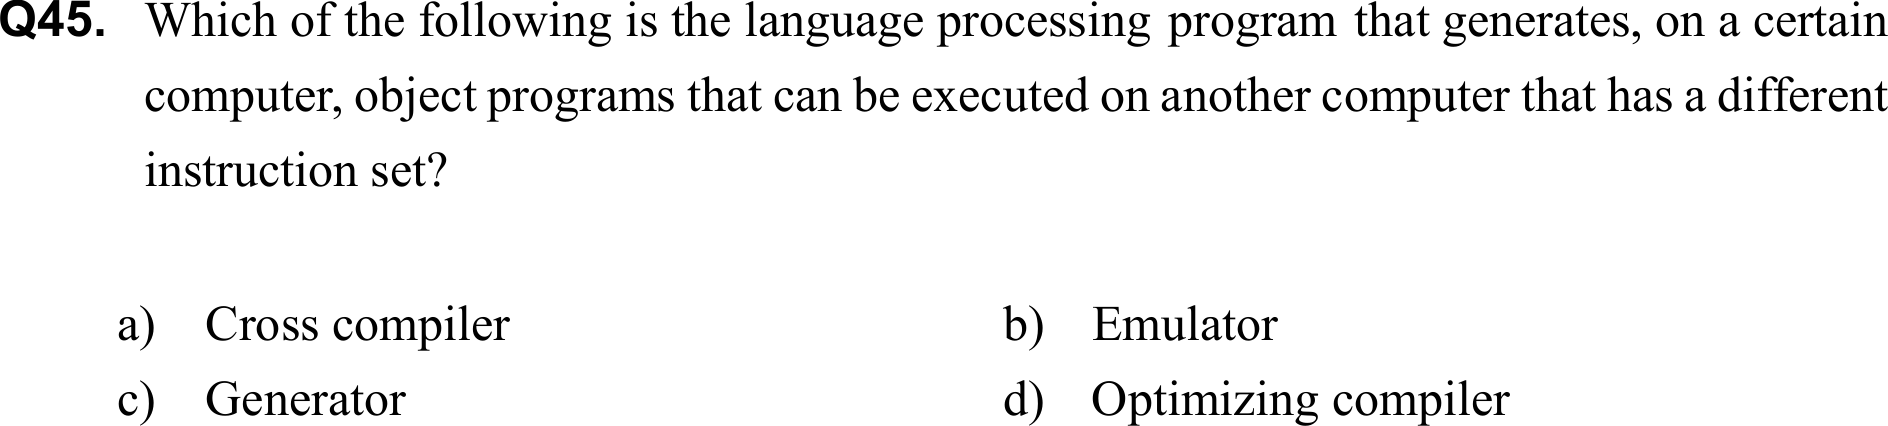 Q45. Which of the following is the language processing program that generates, on a certain
computer, object programs that can be executed on another computer that has a different
instruction set?
a) Cross compiler b) Emulator
c) Generator d) Optimizing compiler